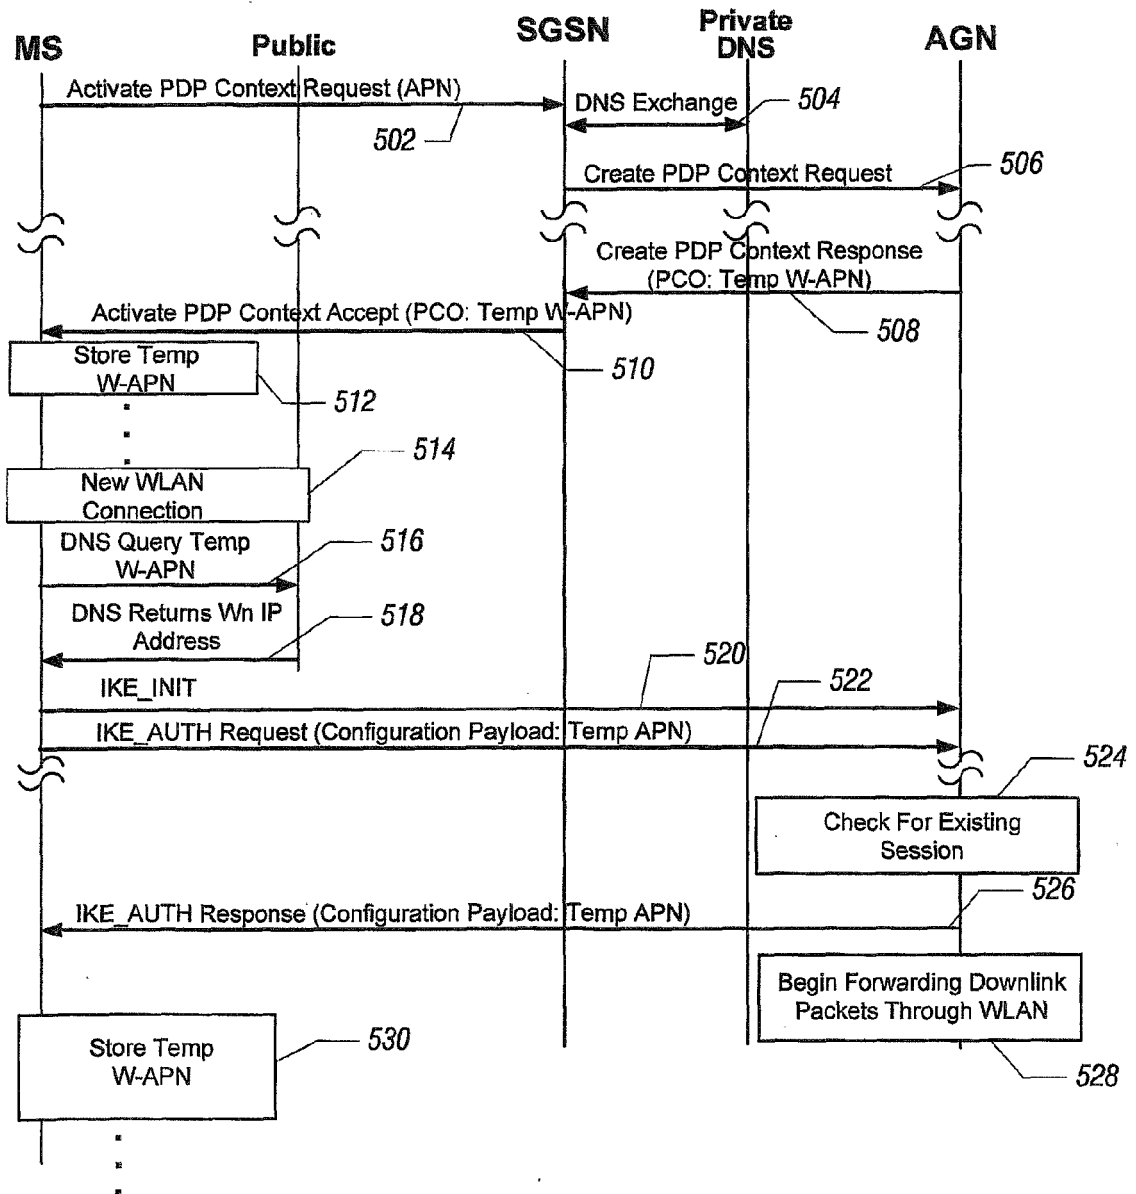 MS
Public
SGSN
Private
DNS
AGN
Activate PDP Context Request (APN)
502
DNS Exchange
504
Create PDP Context Request
506
Create PDP Context Response
(PCO: Temp W-APN)
508
Activate PDP Context Accept (PCO: Temp W-APN)
510
Store Temp
W-APN
512
New WLAN
Connection
514
DNS Query Temp
W-APN
516
DNS Returns Wn IP
Address
518
IKE_INIT
520
IKE_AUTH Request (Configuration Payload: Temp APN)
522
Check For Existing
Session
524
IKE_AUTH Response (Configuration Payload: Temp APN)
526
Begin Forwarding Downlink
Packets Through WLAN
528
Store Temp
W-APN
530